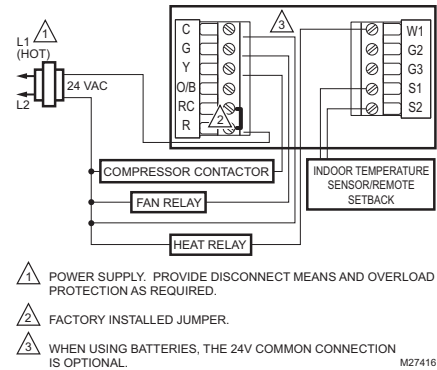 1
L1
(HOT)
L2
24 VAC
C
G
Y
O/B
RC
R
2
3
W1
G2
G3
S1
S2
COMPRESSOR CONTACTOR
FAN RELAY
HEAT RELAY
INDOOR TEMPERATURE
SENSOR/REMOTE
SETBACK
1 POWER SUPPLY. PROVIDE DISCONNECT MEANS AND OVERLOAD
PROTECTION AS REQUIRED.
2 FACTORY INSTALLED JUMPER.
3 WHEN USING BATTERIES, THE 24V COMMON CONNECTION
IS OPTIONAL.
M27416